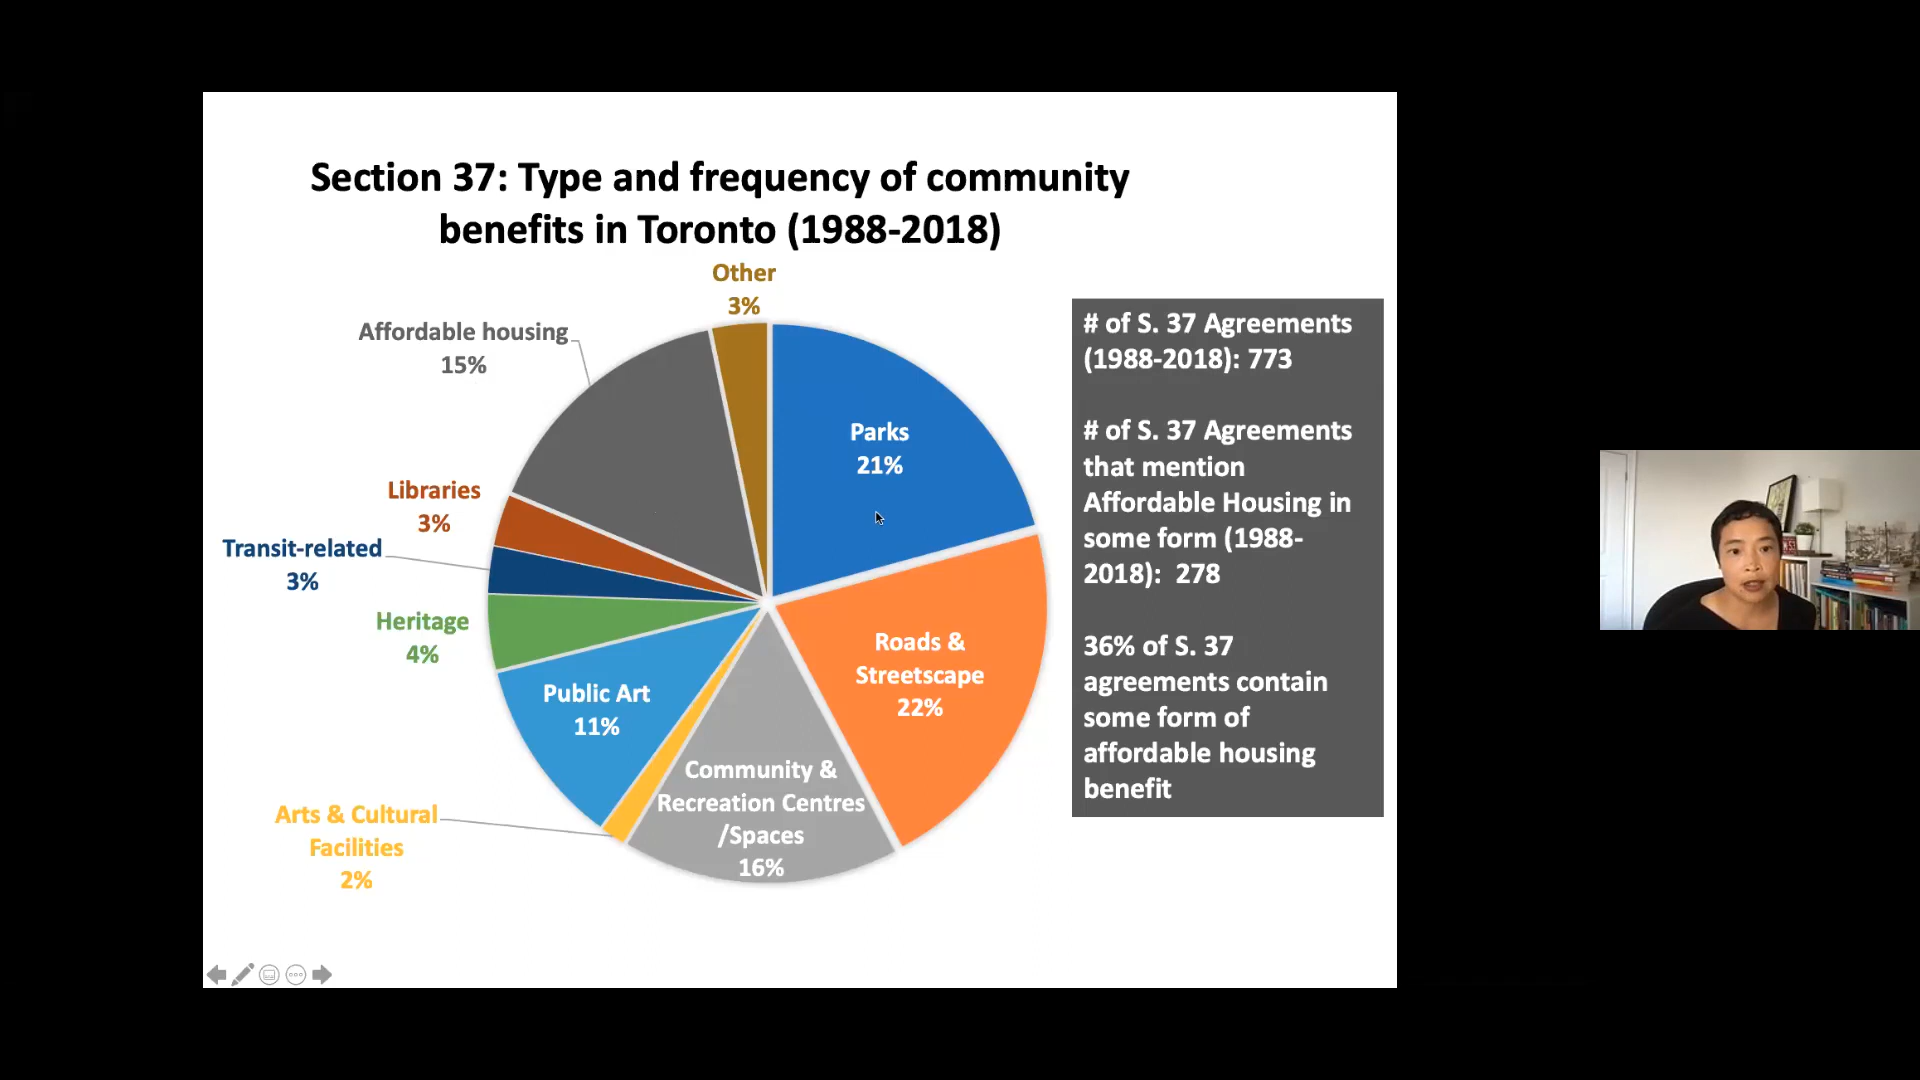 Section 37: Type and frequency of community
benefits in Toronto (1988-2018)
Other
3%
Affordable housing
15%
Parks
21%
Libraries
3%
Transit-related
3%
Heritage
4%
Roads &
Streetscape
22%
Public Art
11%
Community &
Recreation Centres
/Spaces
16%
Arts & Cultural
Facilities
2%
# of S. 37 Agreements
(1988-2018): 773
# of S. 37 Agreements
that mention
Affordable Housing in
some form (1988-
2018): 278
36% of S. 37
agreements contain
some form of
affordable housing
benefit